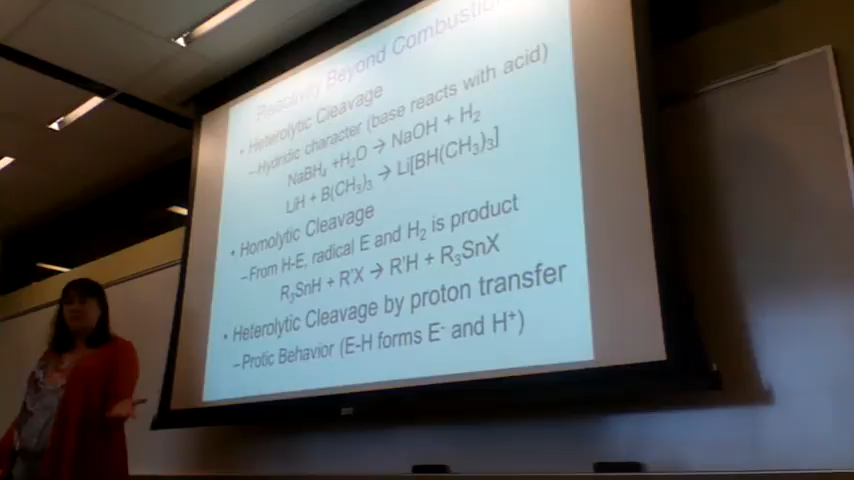 Reactivity Beyond Combustion
• Heterolytic Cleavage
–Hydridic character (base reacts with acid)
NaBH₄ +H₂O → NaOH + H₂
LiH + B(CH₃)₃ → Li[BH(CH₃)₃]
• Homolytic Cleavage
–From H-E, radical E and H₂ is product
R₃SnH + R'X → R'H + R₃SnX
• Heterolytic Cleavage by proton transfer
–Protic Behavior (E-H forms E⁻ and H⁺)